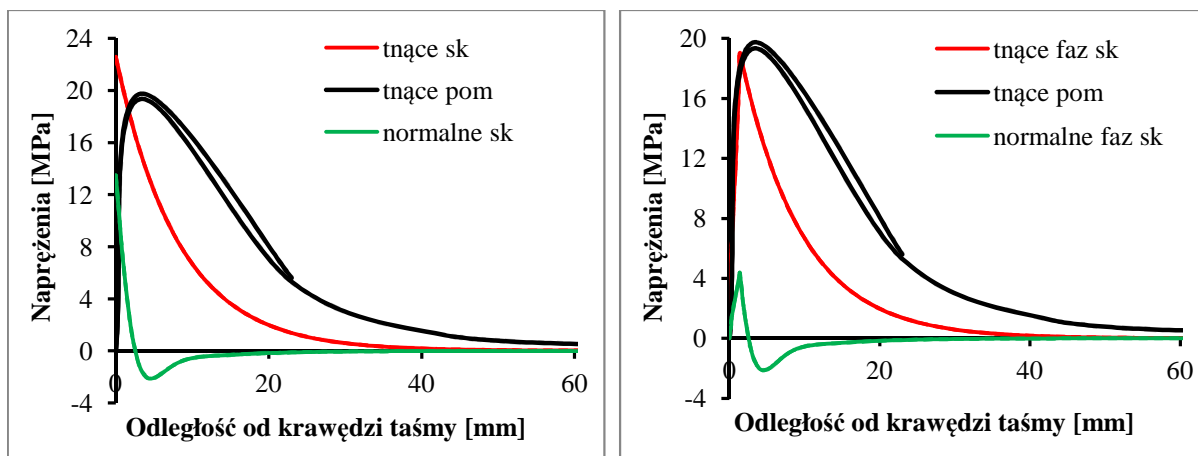 24
20
16
12
8
4
0
-4
0
20
40
60
Naprężenia [MPa]
Odległość od krawędzi taśmy [mm]
tnące sk
tnące pom
normalne sk
20
16
12
8
4
0
-4
0
20
40
60
Naprężenia [MPa]
Odległość od krawędzi taśmy [mm]
tnące faz sk
tnące pom
normalne faz sk